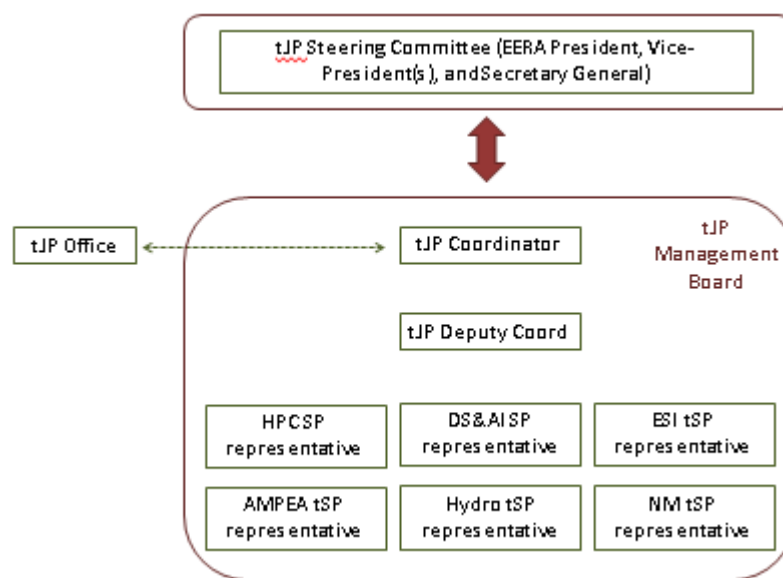 tJP Steering Committee (EERA President, Vice-
President(s), and Secretary General)
tJP Office
tJP Coordinator
tJP
Management
Board
tJP Deputy Coord
HPC SP
representative
DS&AI SP
representative
ESI tSP
representative
AMPEA tSP
representative
Hydro tSP
representative
NM tSP
representative